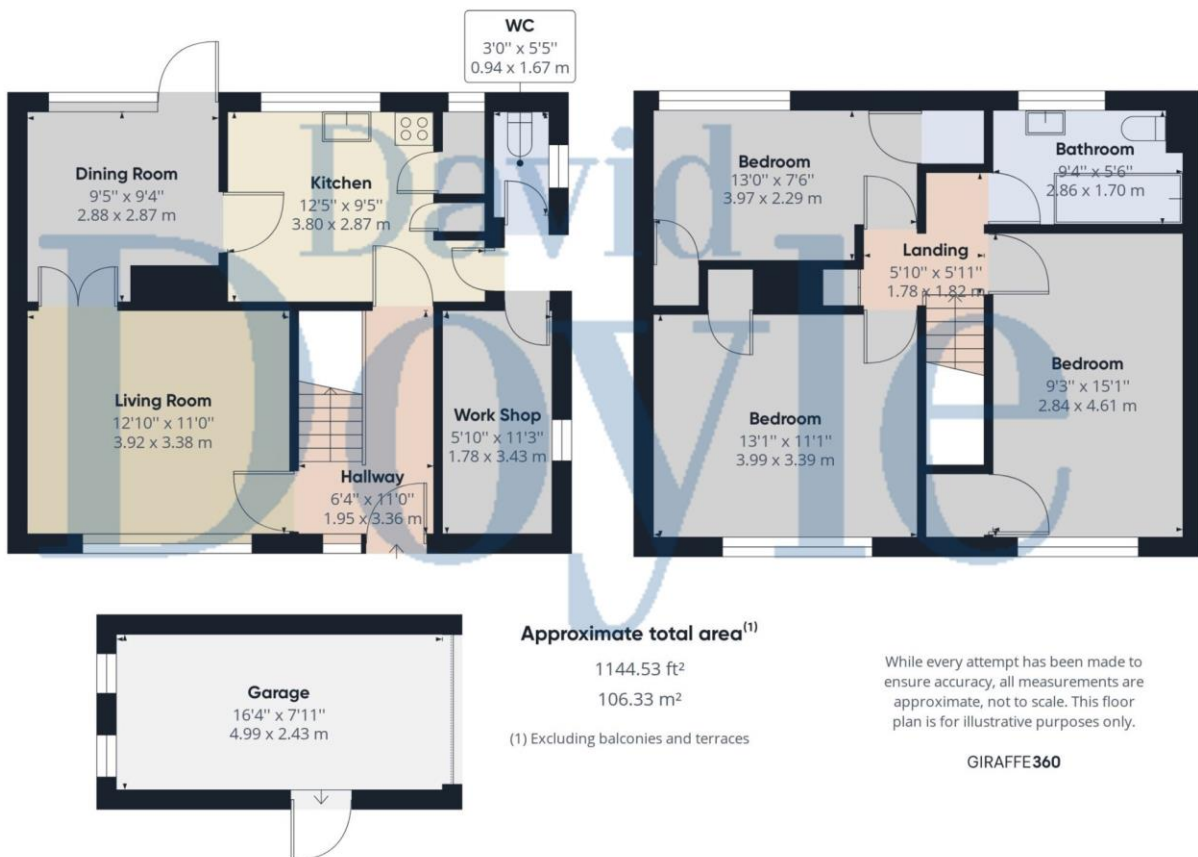 WC
3'0" x 5'5"
0.94 x 1.67 m
Dining Room
9'5" x 9'4"
2.88 x 2.87 m
Kitchen
12'5" x 9'5"
3.80 x 2.87 m
Living Room
12'10" x 11'0"
3.92 x 3.38 m
Hallway
6'4" x 11'0"
1.95 x 3.36 m
Work Shop
5'10" x 11'3"
1.78 x 3.43 m
Bedroom
13'0" x 7'6"
3.97 x 2.29 m
Bathroom
9'4" x 5'6"
2.86 x 1.70 m
Landing
5'10" x 5'11"
1.78 x 1.82 m
Bedroom
13'1" x 11'1"
3.99 x 3.39 m
Bedroom
9'3" x 15'1"
2.84 x 4.61 m
David
Doyle
Garage
16'4" x 7'11"
4.99 x 2.43 m
Approximate total area(1)
1144.53 ft²
106.33 m²
(1) Excluding balconies and terraces
While every attempt has been made to
ensure accuracy, all measurements are
approximate, not to scale. This floor
plan is for illustrative purposes only.
GIRAFFE360